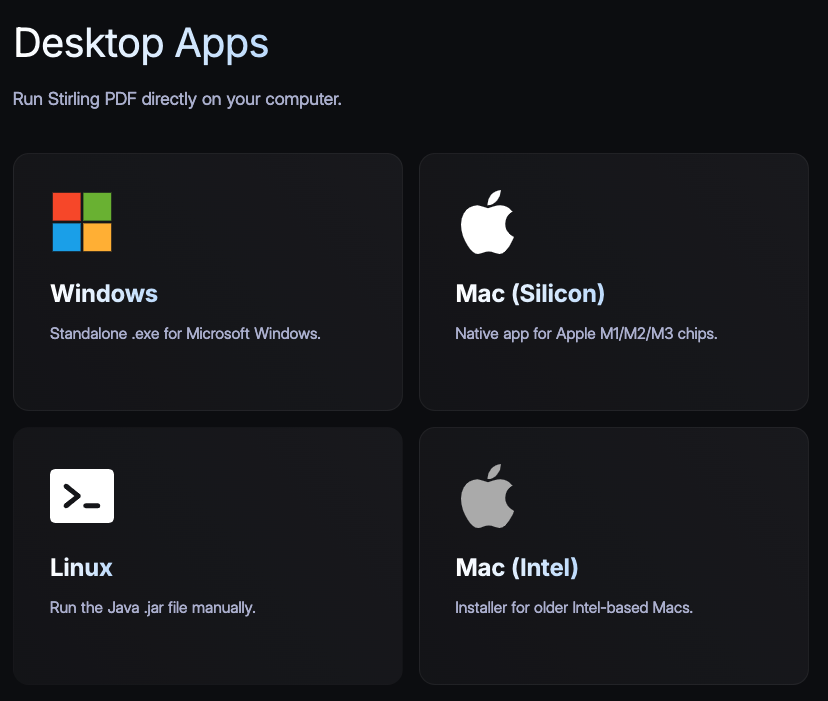 Desktop Apps
Run Stirling PDF directly on your computer.
Windows
Standalone .exe for Microsoft Windows.
Mac (Silicon)
Native app for Apple M1/M2/M3 chips.
Linux
Run the Java .jar file manually.
Mac (Intel)
Installer for older Intel-based Macs.